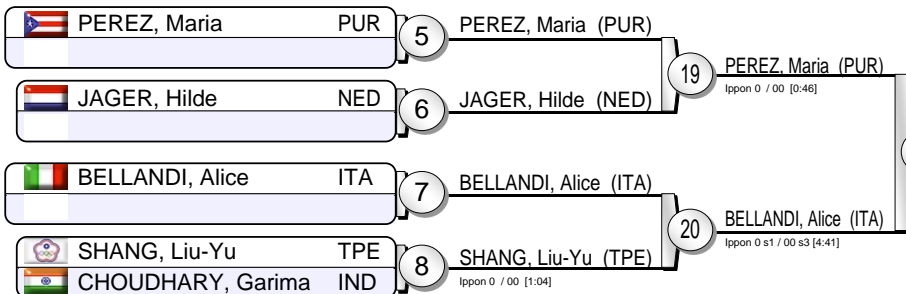 PEREZ, Maria PUR
5
PEREZ, Maria (PUR)
JAGER, Hilde NED
6
JAGER, Hilde (NED)
19
PEREZ, Maria (PUR)
Ippon 0 / 00 [0:46]
BELLANDI, Alice ITA
7
BELLANDI, Alice (ITA)
SHANG, Liu-Yu TPE
CHOUDHARY, Garima IND
8
SHANG, Liu-Yu (TPE)
Ippon 0 / 00 [1:04]
20
BELLANDI, Alice (ITA)
Ippon 0 s1 / 00 s3 [4:41]